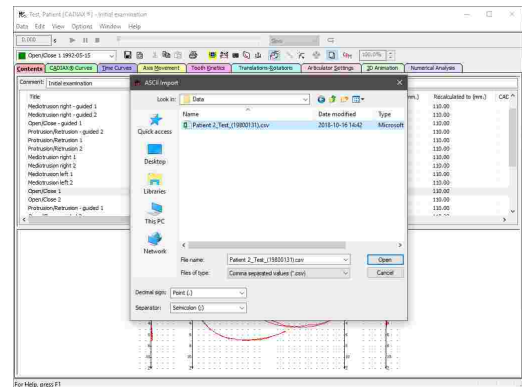 Test, Patient [CADIAX®] - Initial examination
Data Edit View Options Window Help
0.000
Slow
Open/Close 1 1992-05-15
100.0%
Contents CADIAX® Curves Time Curves Axis Movement Tooth Kinetics Translations-Rotations Articulator Settings 3D Animation Numerical Analysis
Comment: Initial examination
Title
Recalculated to (mm.)
Mediotrusion right - guided 1 110.00
Mediotrusion right - guided 2 110.00
Open/Close - guided 1 110.00
Protrusion/Retrusion - guided 2 110.00
Protrusion/Retrusion 1 110.00
Protrusion/Retrusion 2 110.00
Mediotrusion right 1 110.00
Mediotrusion right 2 110.00
Mediotrusion left 1 110.00
Mediotrusion left 2 110.00
Open/Close 1 110.00
Open/Close 2 110.00
Protrusion/Retrusion - guided 1 110.00
ASCII Import
Look in: Data
Name Date modified Type
Patient 2_Test_(19800131).csv 2018-10-16 14:42 Microsoft
Quick access
Desktop
Libraries
This PC
Network
File name: Patient 2_Test_(19800131).csv Open
Files of type: Comma separated values (*.csv) Cancel
Decimal sign: Point (.)
Separator: Semicolon (;)
For Help, press F1